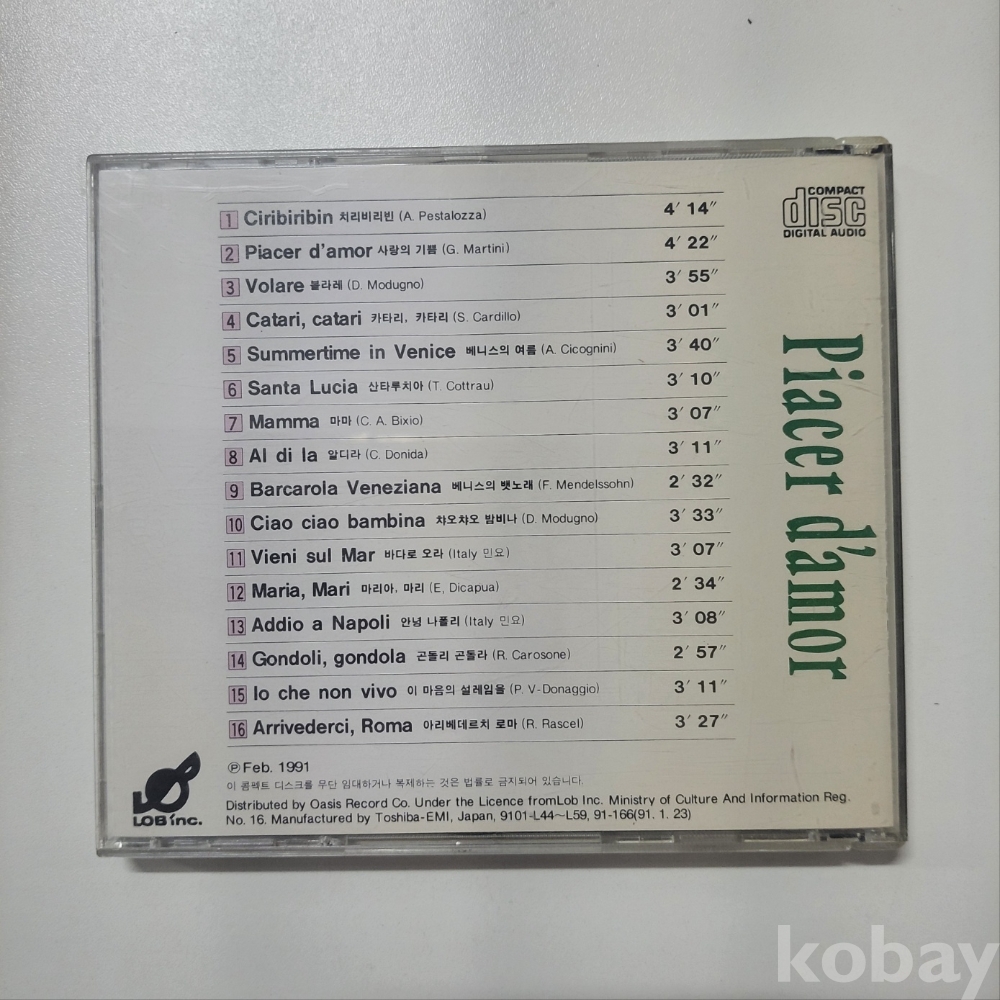 1 Ciribiribin 치리비리빈 (A. Pestalozza) 4′ 14″
2 Piacer d'amor 사랑의 기쁨 (G. Martini) 4′ 22″
3 Volare 볼라레 (D. Modugno) 3′ 55″
4 Catari, catari 카타리, 카타리 (S. Cardillo) 3′ 01″
5 Summertime in Venice 베니스의 여름 (A. Cicognini) 3′ 40″
6 Santa Lucia 산타루치아 (T. Cottrau) 3′ 10″
7 Mamma 마마 (C. A. Bixio) 3′ 07″
8 Al di la 알디라 (C. Donida) 3′ 11″
9 Barcarola Veneziana 베니스의 뱃노래 (F. Mendelssohn) 2′ 32″
10 Ciao ciao bambina 챠오챠오 밤비나 (D. Modugno) 3′ 33″
11 Vieni sul Mar 바다로 오라 (Italy 민요) 3′ 07″
12 Maria, Mari 마리아, 마리 (E, Dicapua) 2′ 34″
13 Addio a Napoli 안녕 나폴리 (Italy 민요) 3′ 08″
14 Gondoli, gondola 곤돌리 곤돌라 (R. Carosone) 2′ 57″
15 Io che non vivo 이 마음의 설레임을 (P. V-Donaggio) 3′ 11″
16 Arrivederci, Roma 아리베데르치 로마 (R. Rascel) 3′ 27″
COMPACT
disc
DIGITAL AUDIO
Piacer d'amor
LOB inc.
℗Feb. 1991
이 콤팩트 디스크를 무단 임대하거나 복제하는 것은 법률로 금지되어 있습니다.
Distributed by Oasis Record Co. Under the Licence fromLob Inc. Ministry of Culture And Information Reg.
No. 16. Manufactured by Toshiba-EMI, Japan, 9101-L44～L59, 91-166(91. 1. 23)
kobay